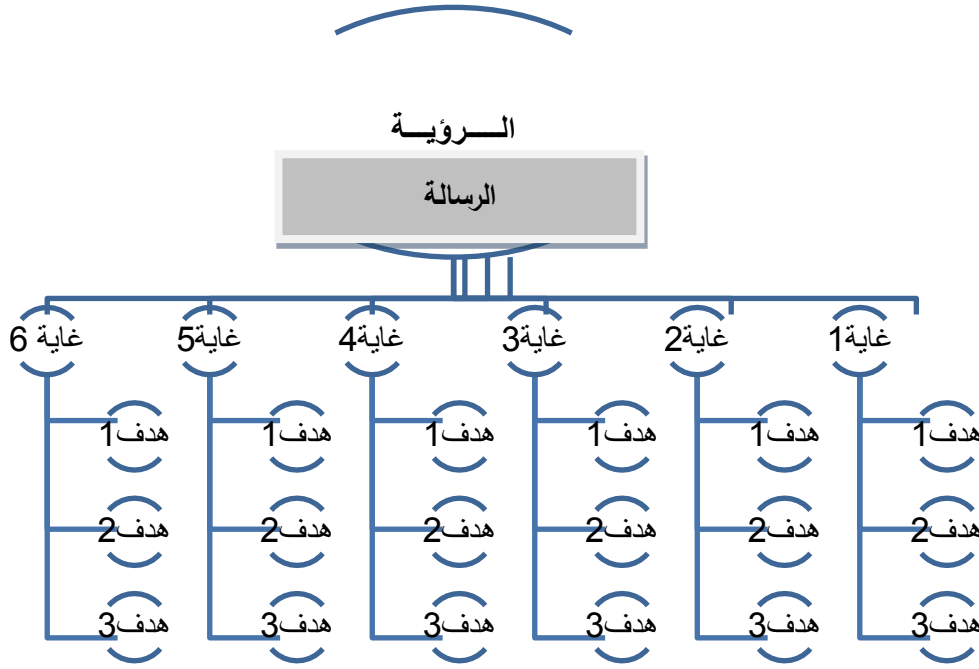 الـــــرؤيـــة
الرسالة
غاية1 غاية2 غاية3 غاية4 غاية5 غاية 6
هدف1 هدف1 هدف1 هدف1 هدف1 هدف1
هدف2 هدف2 هدف2 هدف2 هدف2 هدف2
هدف3 هدف3 هدف3 هدف3 هدف3 هدف3